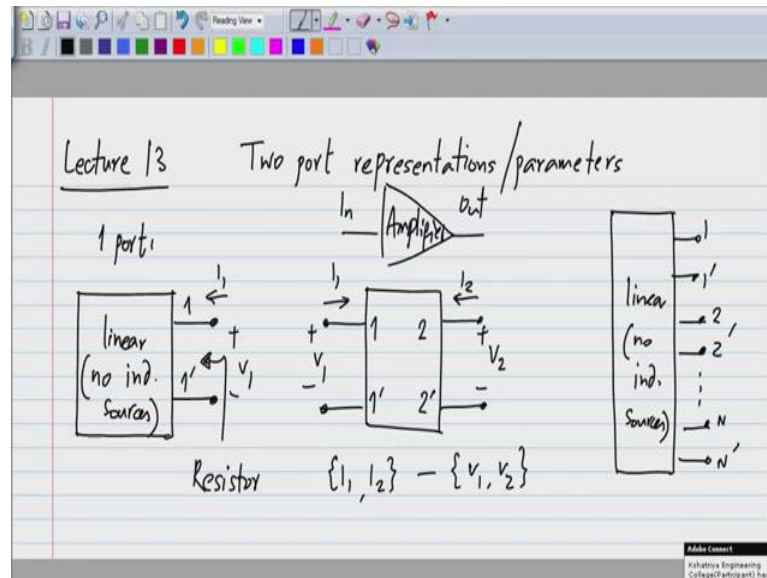 Reading View
B I
Lecture 13 Two port representations/parameters
In Amplifier out
1 port.
linear
(no ind.
sources)
1
1'
I₁
+
V₁
-
Resistor
I₁
+
V₁
-
1 2
1' 2'
I₂
+
V₂
-
{I₁, I₂} - {V₁, V₂}
linear
(no
ind.
sources)
1
1'
2
2'
N
N'
Adobe Connect
Kshatriya Engineering
College(Participant) ha